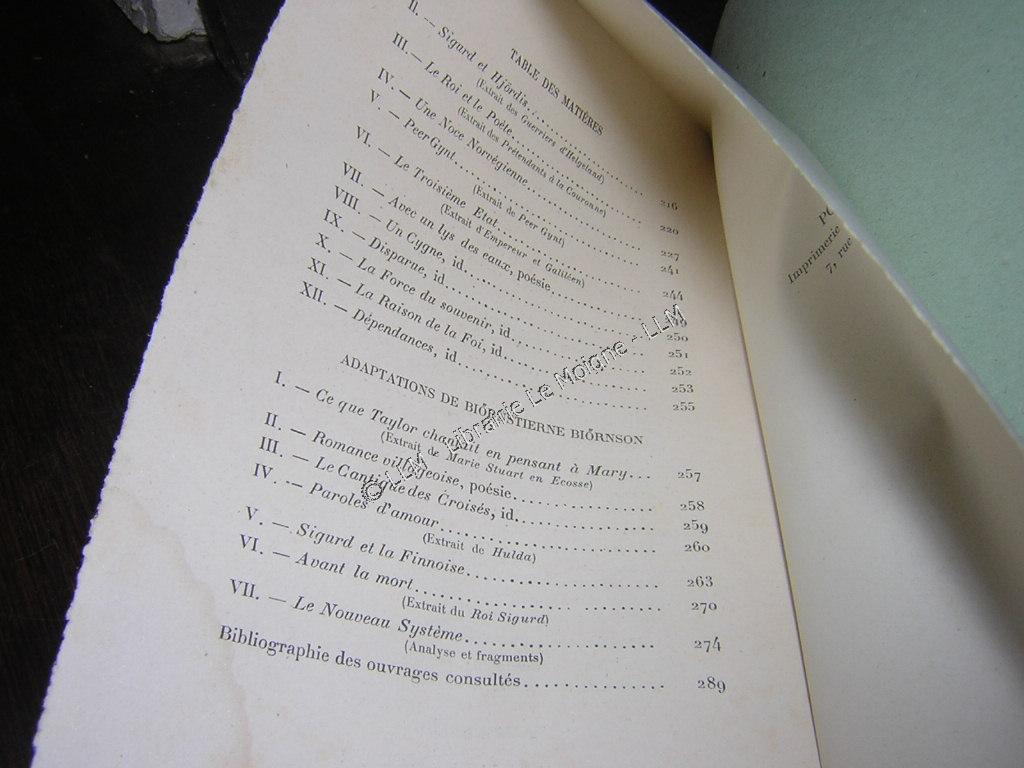 TABLE DES MATIÈRES
II. — Sigurd et Hjördis........................ 216
(Extrait des Guerriers d'Helgeland)
III. — Le Roi et le Poète........................ 220
(Extrait des Prétendants à la Couronne)
IV. — Une Noce Norvégienne........................ 227
V. — Peer Gynt........................ 241
(Extrait de Peer Gynt)
VI. — Le Troisième Etat........................ 244
(Extrait d'Empereur et Galiléen)
VII. — Avec un lys des eaux, poésie........................
VIII. — Un Cygne, id........................ 250
IX. — Disparue, id........................ 251
X. — La Force du souvenir, id........................ 252
XI. — La Raison de la Foi, id........................ 253
XII. — Dépendances, id........................ 255
ADAPTATIONS DE BIÖRNSTIERNE BIÖRNSON
I. — Ce que Taylor chantait en pensant à Mary... 257
(Extrait de Marie Stuart en Ecosse)
II. — Romance villageoise, poésie........................ 258
III. — Le Cantique des Croisés, id........................ 259
IV. — Paroles d'amour........................ 260
(Extrait de Hulda)
V. — Sigurd et la Finnoise........................ 263
VI. — Avant la mort........................ 270
(Extrait du Roi Sigurd)
VII. — Le Nouveau Système........................ 274
(Analyse et fragments)
Bibliographie des ouvrages consultés............... 289
Imprimerie
7, rue
© LLM - Librairie Le Moigne - LLM